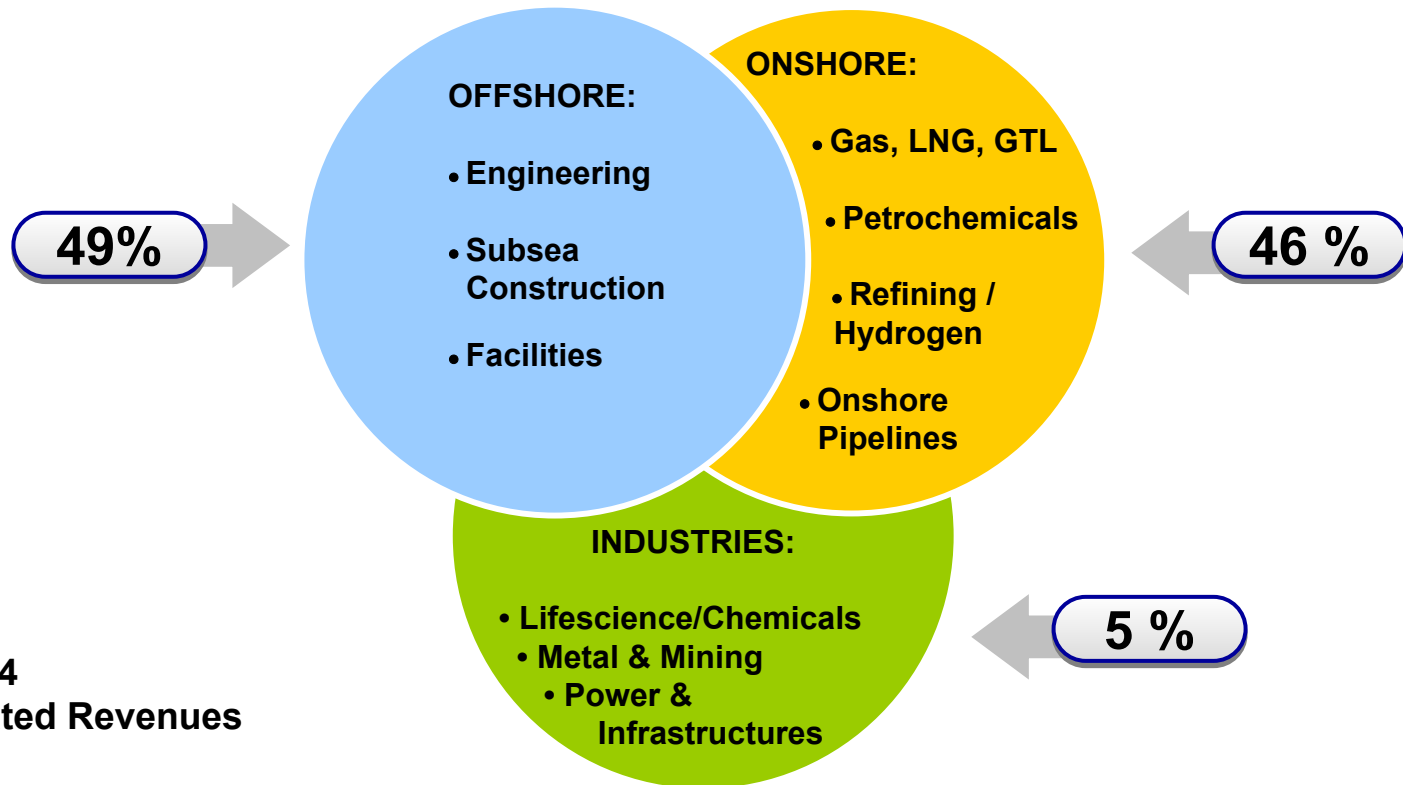 OFFSHORE:
• Engineering
• Subsea
Construction
• Facilities
49%
ONSHORE:
• Gas, LNG, GTL
• Petrochemicals
• Refining /
Hydrogen
• Onshore
Pipelines
46 %
INDUSTRIES:
• Lifescience/Chemicals
• Metal & Mining
• Power &
Infrastructures
5 %
4
ted Revenues